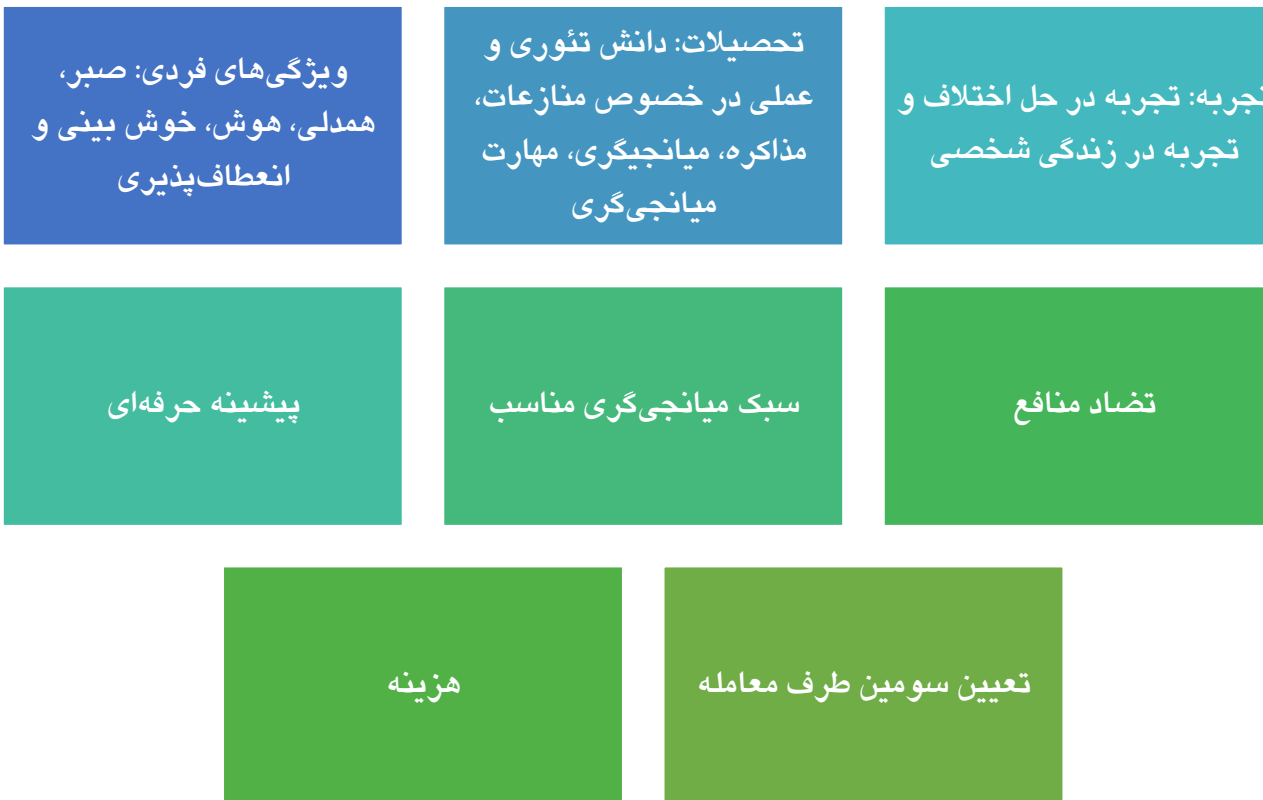 ویژگی‌های فردی: صبر،
همدلی، هوش، خوش بینی و
انعطاف‌پذیری
تحصیلات: دانش تئوری و
عملی در خصوص منازعات،
مذاکره، میانجیگری، مهارت
میانجی‌گری
تجربه: تجربه در حل اختلاف و
تجربه در زندگی شخصی
پیشینه حرفه‌ای
سبک میانجی‌گری مناسب
تضاد منافع
هزینه
تعیین سومین طرف معامله